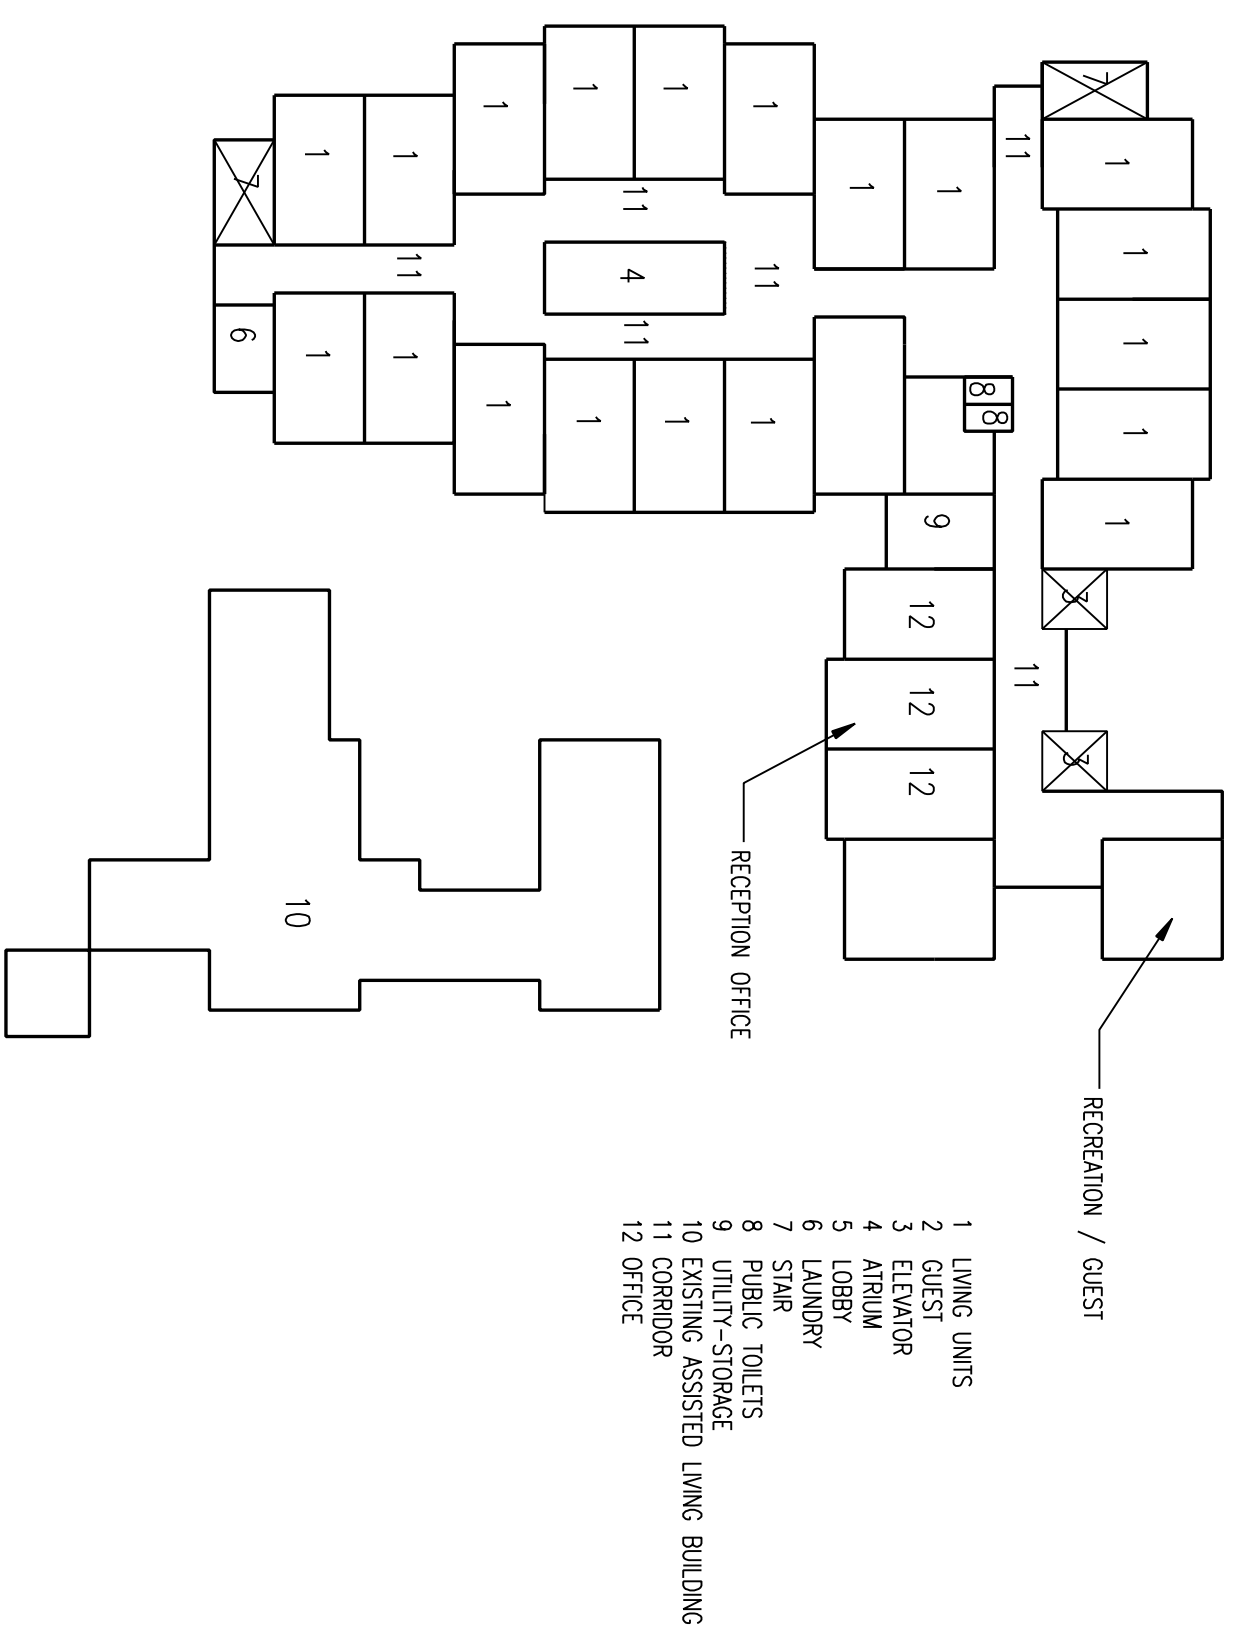 1
1
1
1
1
7
RECREATION / GUEST
3
3
11
11
8
8
1
9
12
12
12
1
1
11
1
RECEPTION OFFICE
1
1
11
4
11
1
1
1
1
1
11
1
1
1
10
7
6
1 LIVING UNITS
2 GUEST
3 ELEVATOR
4 ATRIUM
5 LOBBY
6 LAUNDRY
7 STAIR
8 PUBLIC TOILETS
9 UTILITY-STORAGE
10 EXISTING ASSISTED LIVING BUILDING
11 CORRIDOR
12 OFFICE